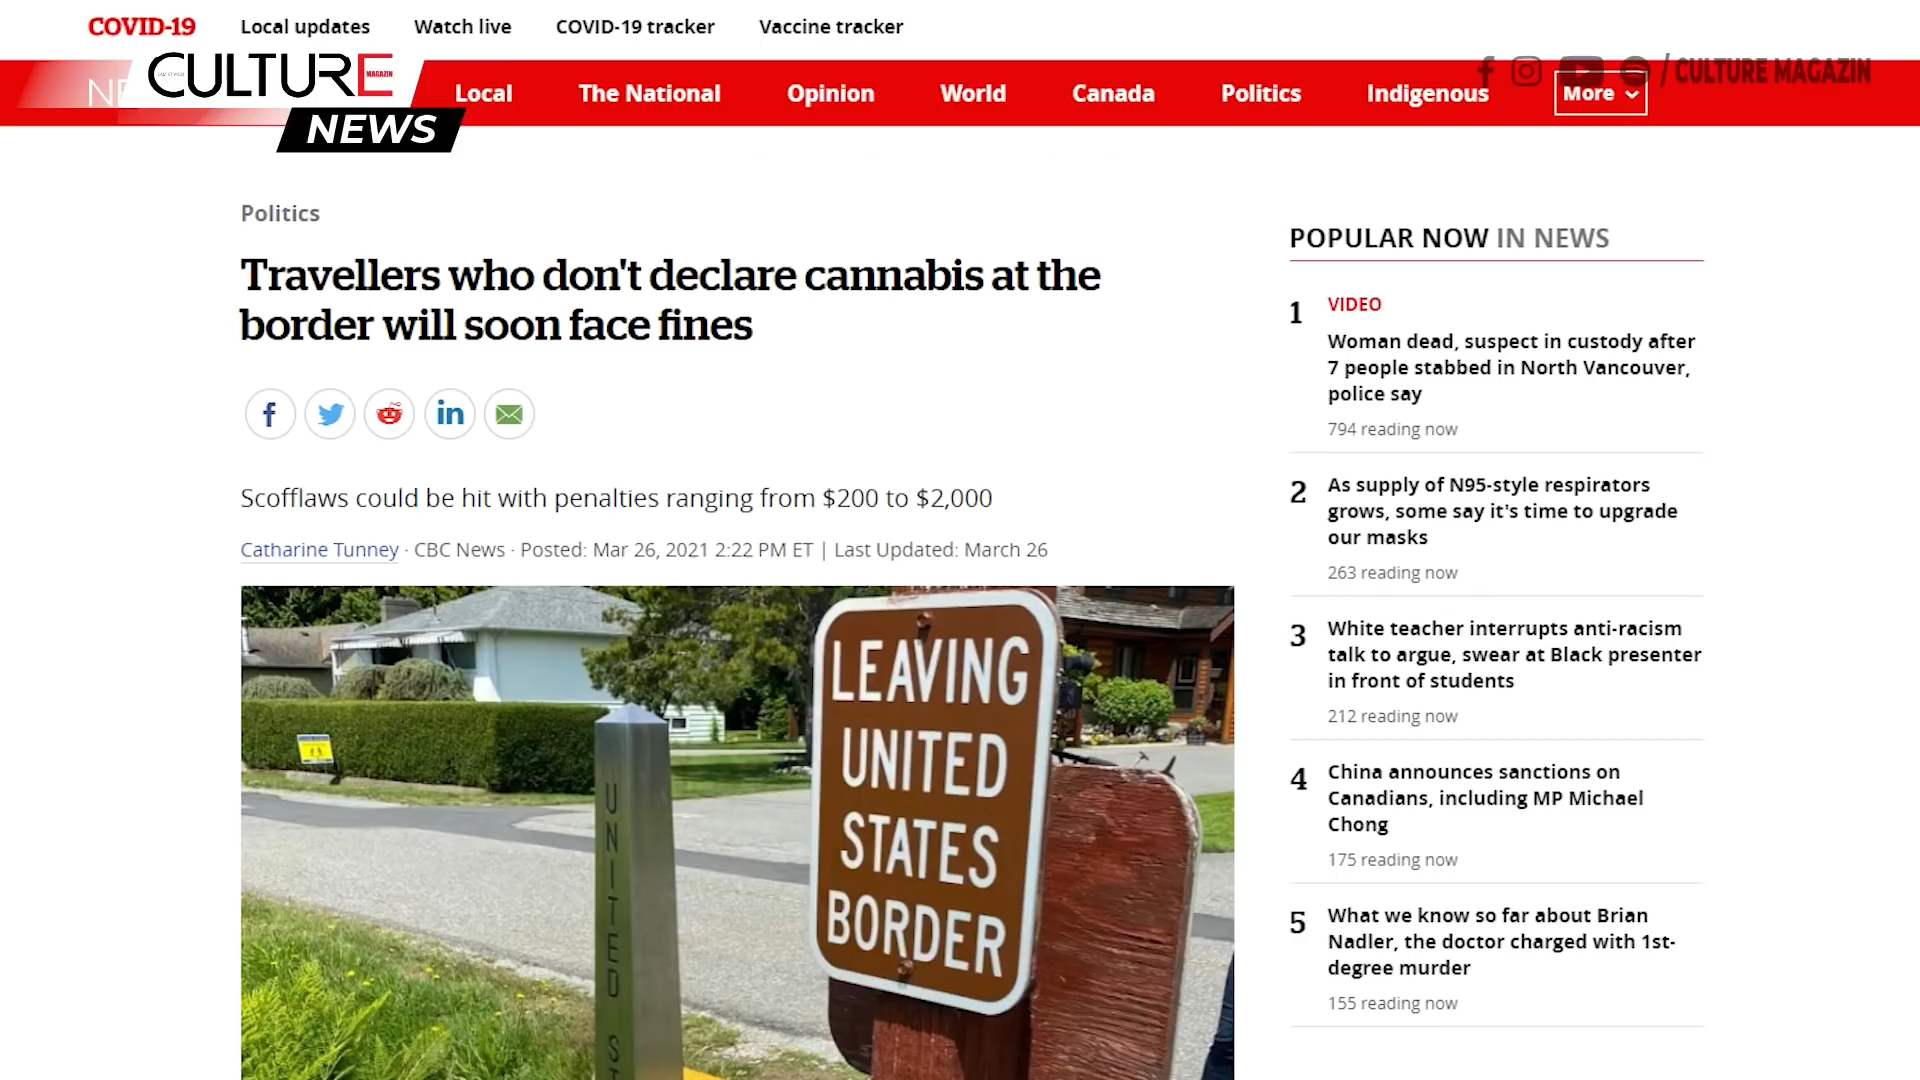 COVID-19 Local updates Watch live COVID-19 tracker Vaccine tracker
CULTURE MAGAZIN
NEWS
/ CULTURE MAGAZIN
Local The National Opinion World Canada Politics Indigenous More
Politics
Travellers who don't declare cannabis at the
border will soon face fines
Scofflaws could be hit with penalties ranging from $200 to $2,000
Catharine Tunney · CBC News · Posted: Mar 26, 2021 2:22 PM ET | Last Updated: March 26
LEAVING
UNITED
STATES
BORDER
UNITED ST
POPULAR NOW IN NEWS
1 VIDEO
Woman dead, suspect in custody after
7 people stabbed in North Vancouver,
police say
794 reading now
2 As supply of N95-style respirators
grows, some say it's time to upgrade
our masks
263 reading now
3 White teacher interrupts anti-racism
talk to argue, swear at Black presenter
in front of students
212 reading now
4 China announces sanctions on
Canadians, including MP Michael
Chong
175 reading now
5 What we know so far about Brian
Nadler, the doctor charged with 1st-
degree murder
155 reading now